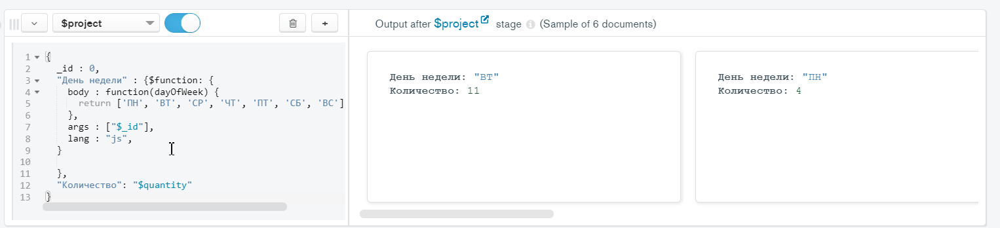 $project
+
Output after $project stage (Sample of 6 documents)
1 {
2 _id : 0,
3 "День недели" : {$function: {
4 body : function(dayOfWeek) {
5 return ['ПН', 'ВТ', 'СР', 'ЧТ', 'ПТ', 'СБ', 'ВС']
6 },
7 args : ["$_id"],
8 lang : "js",
9 }
10
11 },
12 "Количество": "$quantity"
13 }
День недели: "ВТ"
Количество: 11
День недели: "ПН"
Количество: 4